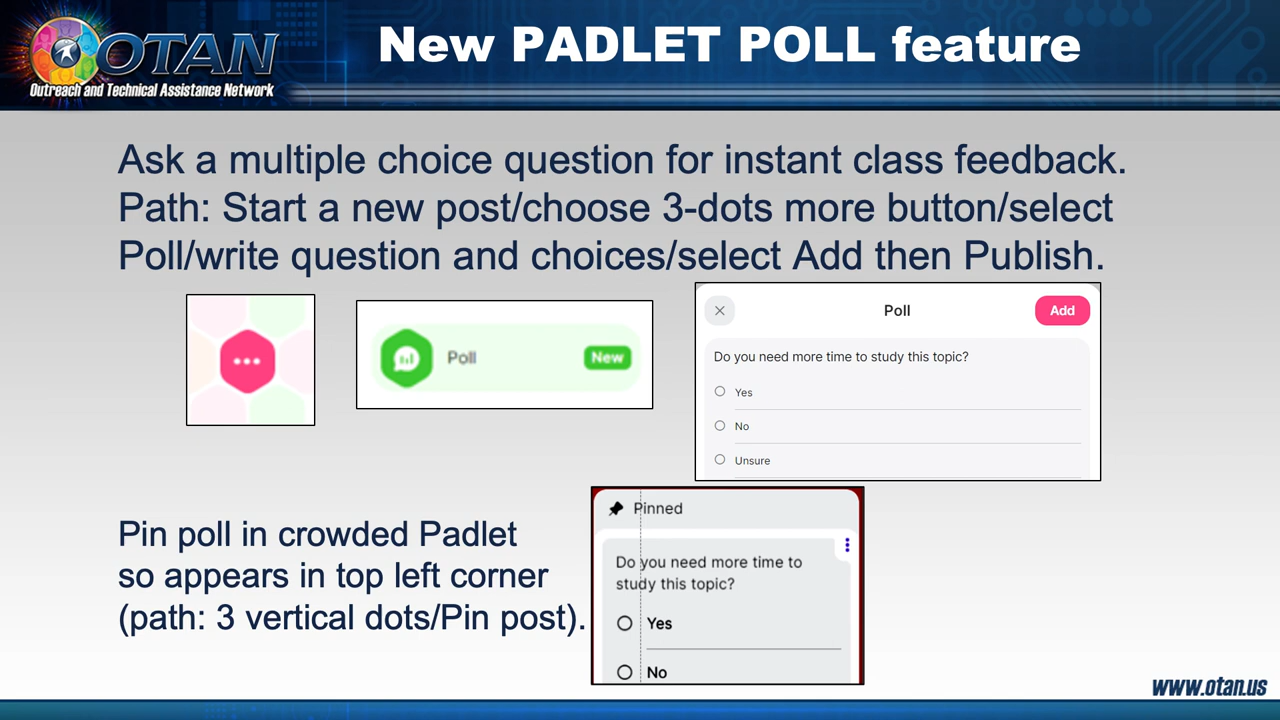 OTAN
Outreach and Technical Assistance Network
New PADLET POLL feature
Ask a multiple choice question for instant class feedback.
Path: Start a new post/choose 3-dots more button/select
Poll/write question and choices/select Add then Publish.
Poll
New
Poll
Add
Do you need more time to study this topic?
Yes
No
Unsure
Pin poll in crowded Padlet
so appears in top left corner
(path: 3 vertical dots/Pin post).
Pinned
Do you need more time to
study this topic?
Yes
No
www.otan.us